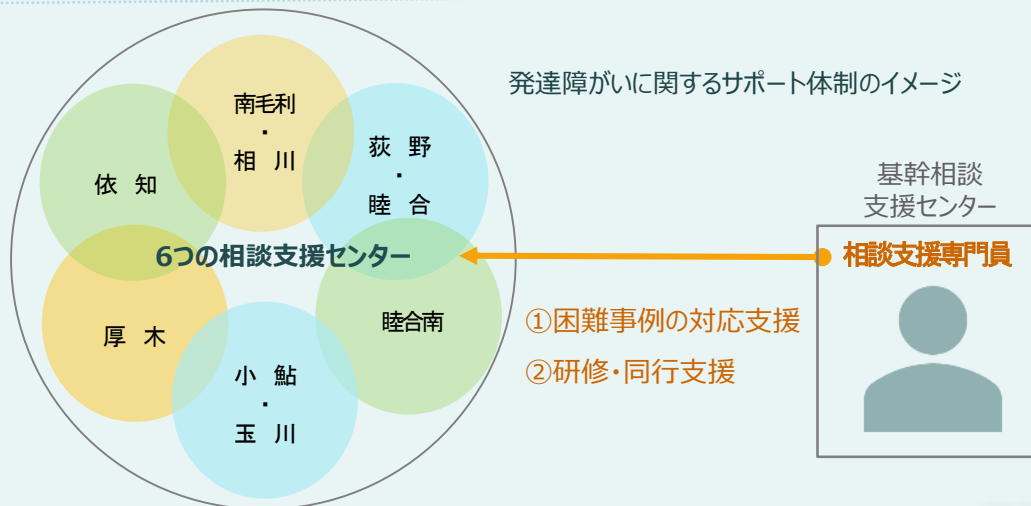 発達障がいに関するサポート体制のイメージ
南毛利
・
相 川
荻 野
・
睦 合
依 知
6つの相談支援センター
厚 木
睦合南
小 鮎
・
玉 川
基幹相談
支援センター
相談支援専門員
①困難事例の対応支援
②研修・同行支援